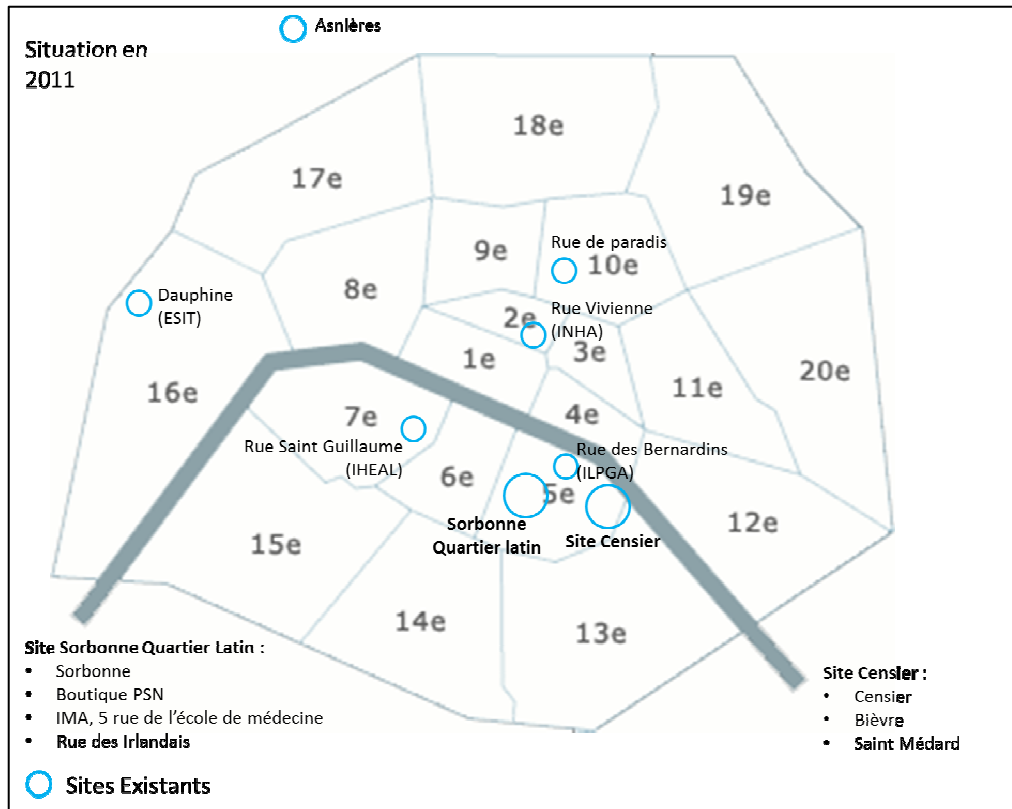 Asnières
Situation en
2011
18e
17e
19e
Rue de paradis
9e
10e
8e
Dauphine
(ESIT)
Rue Vivienne
(INHA)
2e
3e
1e
20e
16e
11e
7e
4e
Rue Saint Guillaume
(IHEAL)
Rue des Bernardins
(ILPGA)
6e
5e
12e
Sorbonne
Quartier latin
Site Censier
15e
14e
13e
Site Sorbonne Quartier Latin :
• Sorbonne
• Boutique PSN
• IMA, 5 rue de l'école de médecine
• Rue des Irlandais
Site Censier :
• Censier
• Bièvre
• Saint Médard
Sites Existants